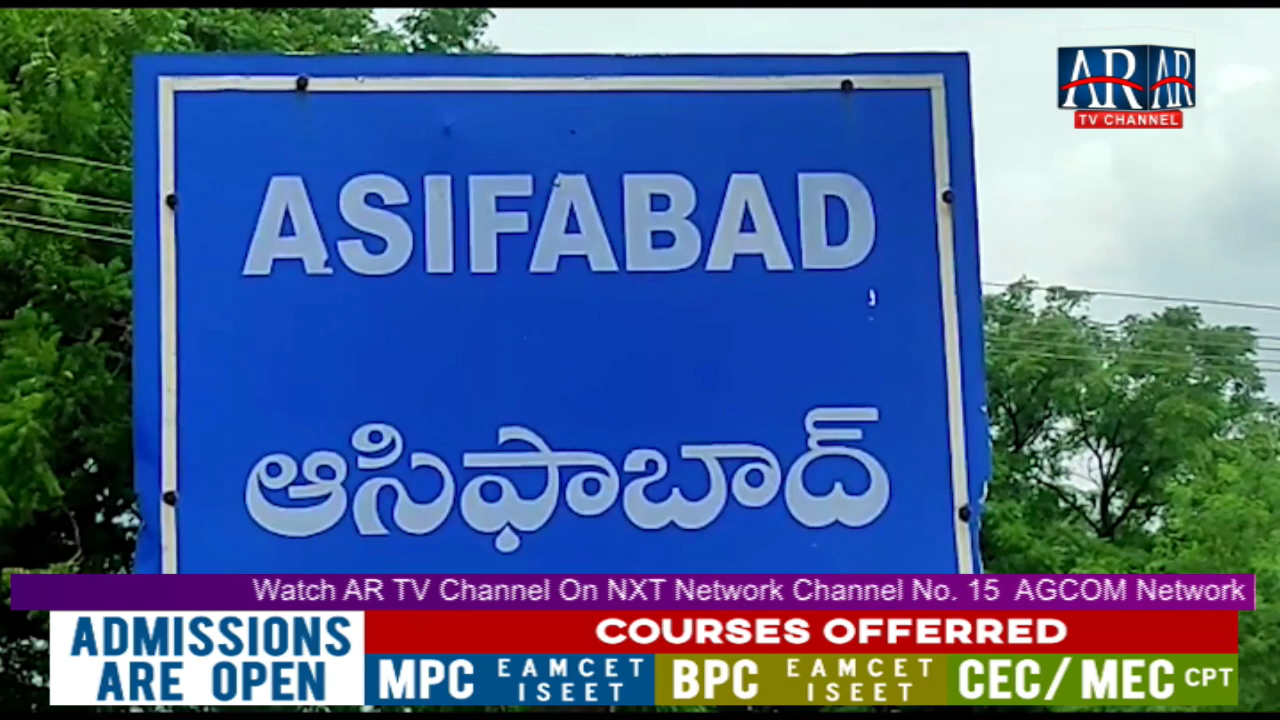 AR AR
TV CHANNEL
ASIFABAD
ఆసిఫాబాద్
Watch AR TV Channel On NXT Network Channel No. 15 AGCOM Network
ADMISSIONS
ARE OPEN
COURSES OFFERRED
MPC EAMCET ISEET BPC EAMCET ISEET CEC/MEC CPT